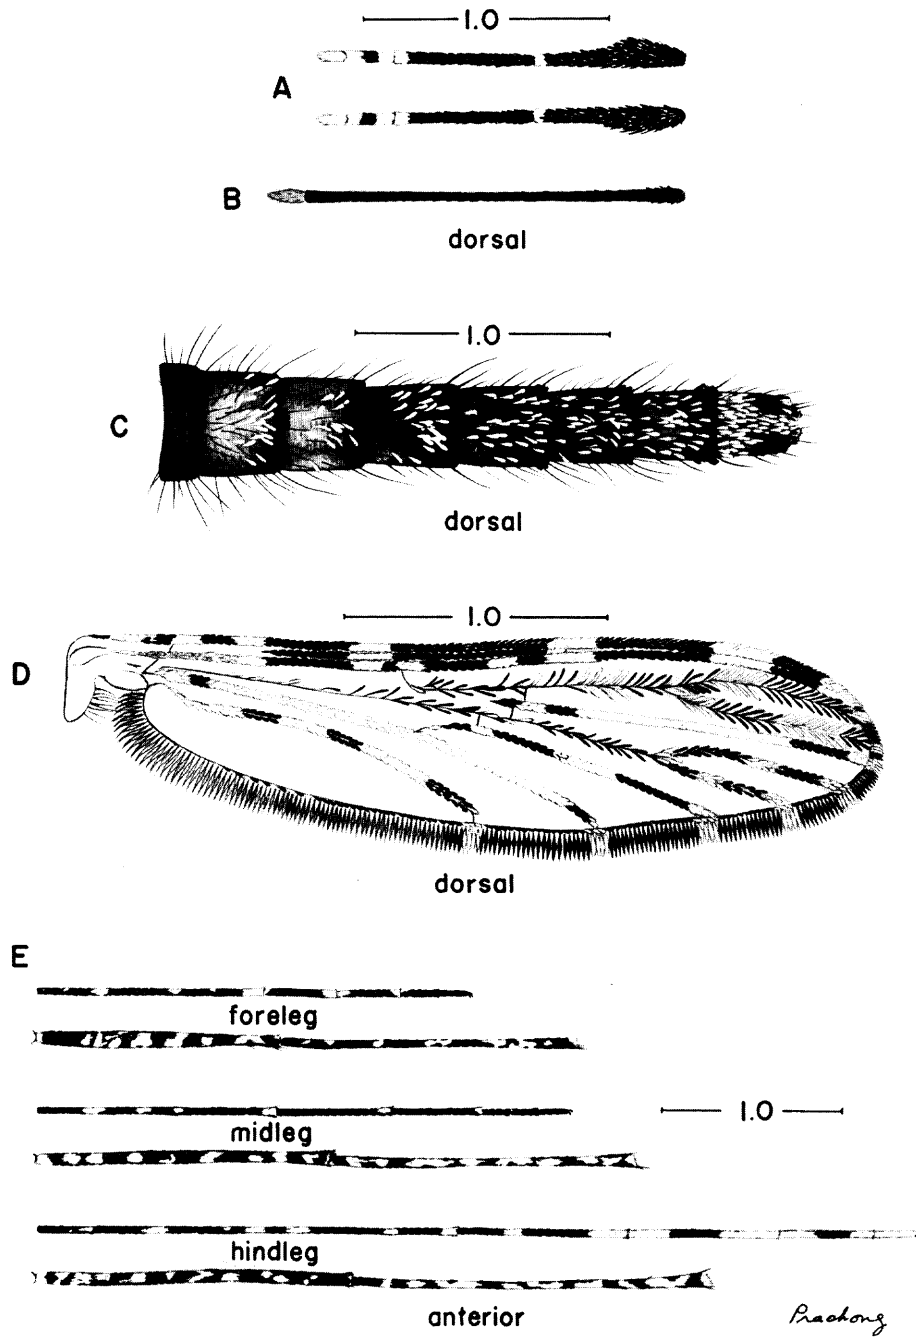 1.0
A
B
dorsal
1.0
C
dorsal
1.0
D
dorsal
E
foreleg
1.0
midleg
hindleg
anterior
Prachong